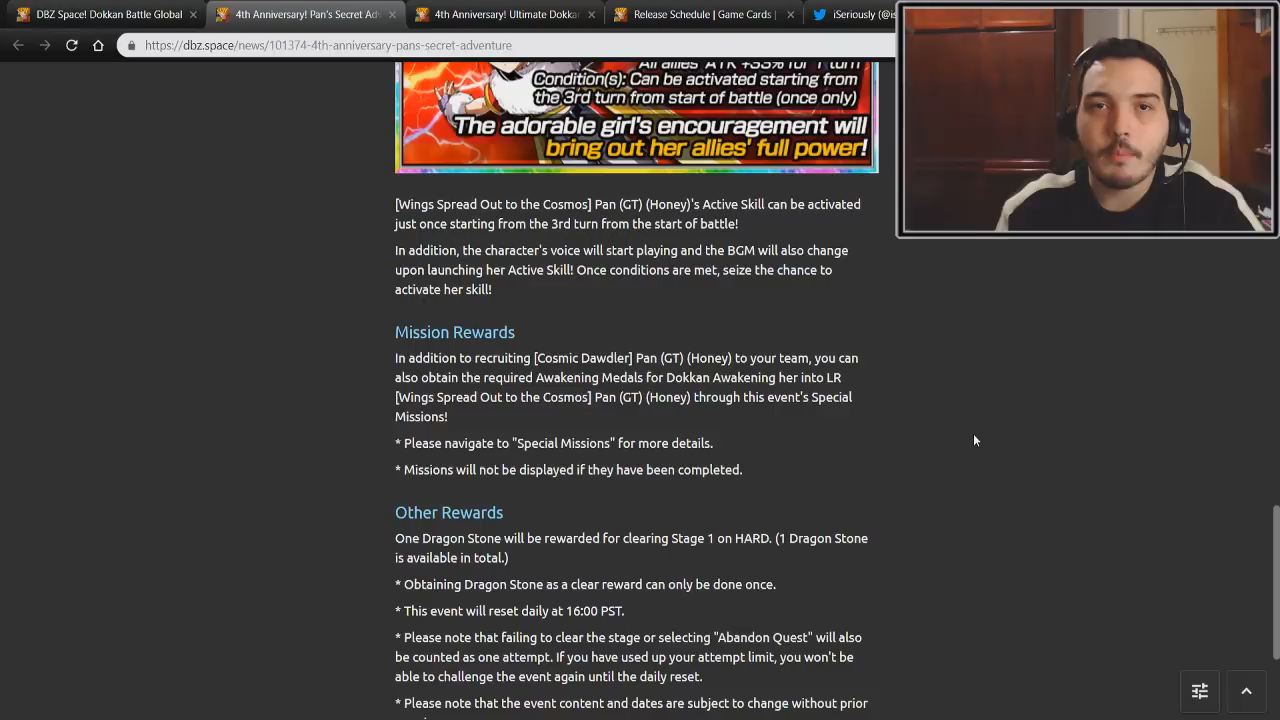 DBZ Space! Dokkan Battle Global
4th Anniversary! Pan's Secret Adv
4th Anniversary! Ultimate Dokka
Release Schedule | Game Cards |
iSeriously (@is
https://dbz.space/news/101374-4th-anniversary-pans-secret-adventure
All allies' ATK +33% for 1 turn
Condition(s): Can be activated starting from
the 3rd turn from start of battle (once only)
The adorable girl's encouragement will
bring out her allies' full power!
[Wings Spread Out to the Cosmos] Pan (GT) (Honey)'s Active Skill can be activated
just once starting from the 3rd turn from the start of battle!
In addition, the character's voice will start playing and the BGM will also change
upon launching her Active Skill! Once conditions are met, seize the chance to
activate her skill!
Mission Rewards
In addition to recruiting [Cosmic Dawdler] Pan (GT) (Honey) to your team, you can
also obtain the required Awakening Medals for Dokkan Awakening her into LR
[Wings Spread Out to the Cosmos] Pan (GT) (Honey) through this event's Special
Missions!
* Please navigate to "Special Missions" for more details.
* Missions will not be displayed if they have been completed.
Other Rewards
One Dragon Stone will be rewarded for clearing Stage 1 on HARD. (1 Dragon Stone
is available in total.)
* Obtaining Dragon Stone as a clear reward can only be done once.
* This event will reset daily at 16:00 PST.
* Please note that failing to clear the stage or selecting "Abandon Quest" will also
be counted as one attempt. If you have used up your attempt limit, you won't be
able to challenge the event again until the daily reset.
* Please note that the event content and dates are subject to change without prior